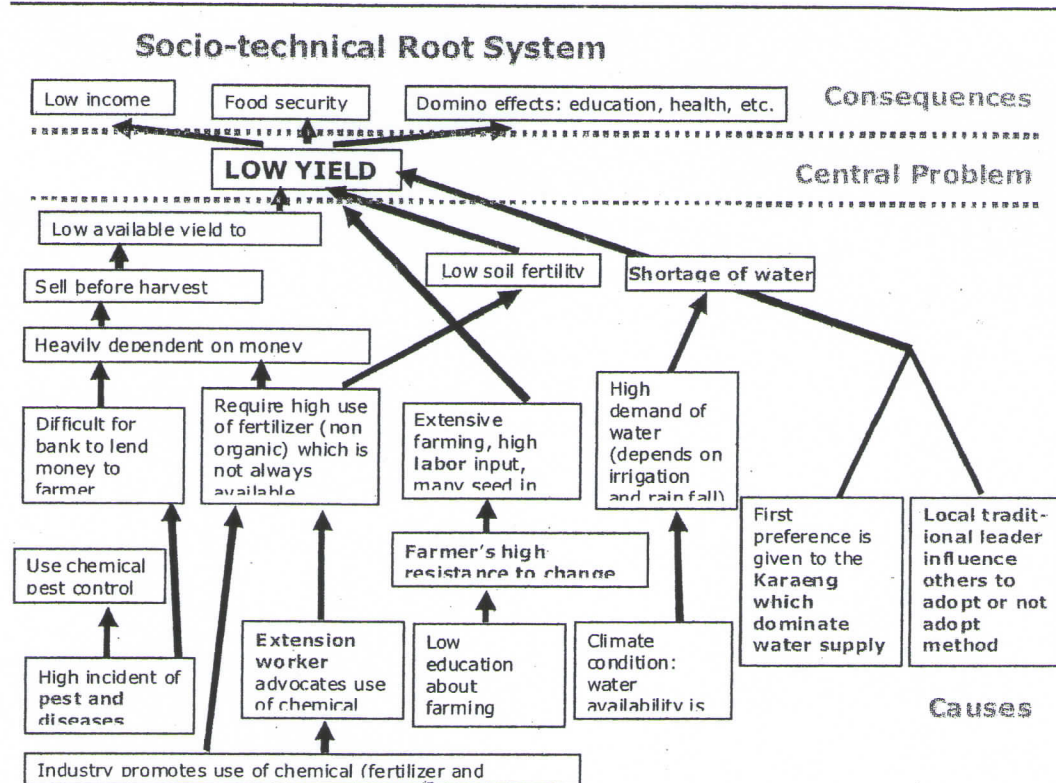 Socio-technical Root System
Low income
Food security
Domino effects: education, health, etc.
Consequences
LOW YIELD
Central Problem
Low available yield to
Low soil fertility
Shortage of water
Sell before harvest
Heavily dependent on money
Difficult for
bank to lend
money to
farmer
Require high use
of fertilizer (non
organic) which is
not always
available
Extensive
farming, high
labor input,
many seed in
High
demand of
water
(depends on
irrigation
and rain fall)
First
preference is
given to the
Karaeng
which
dominate
water supply
Local tradit-
ional leader
influence
others to
adopt or not
adopt
method
Use chemical
pest control
Farmer's high
resistance to change
High incident of
pest and
diseases
Extension
worker
advocates use
of chemical
Low
education
about
farming
Climate
condition:
water
availability is
Causes
Industry promotes use of chemical (fertilizer and